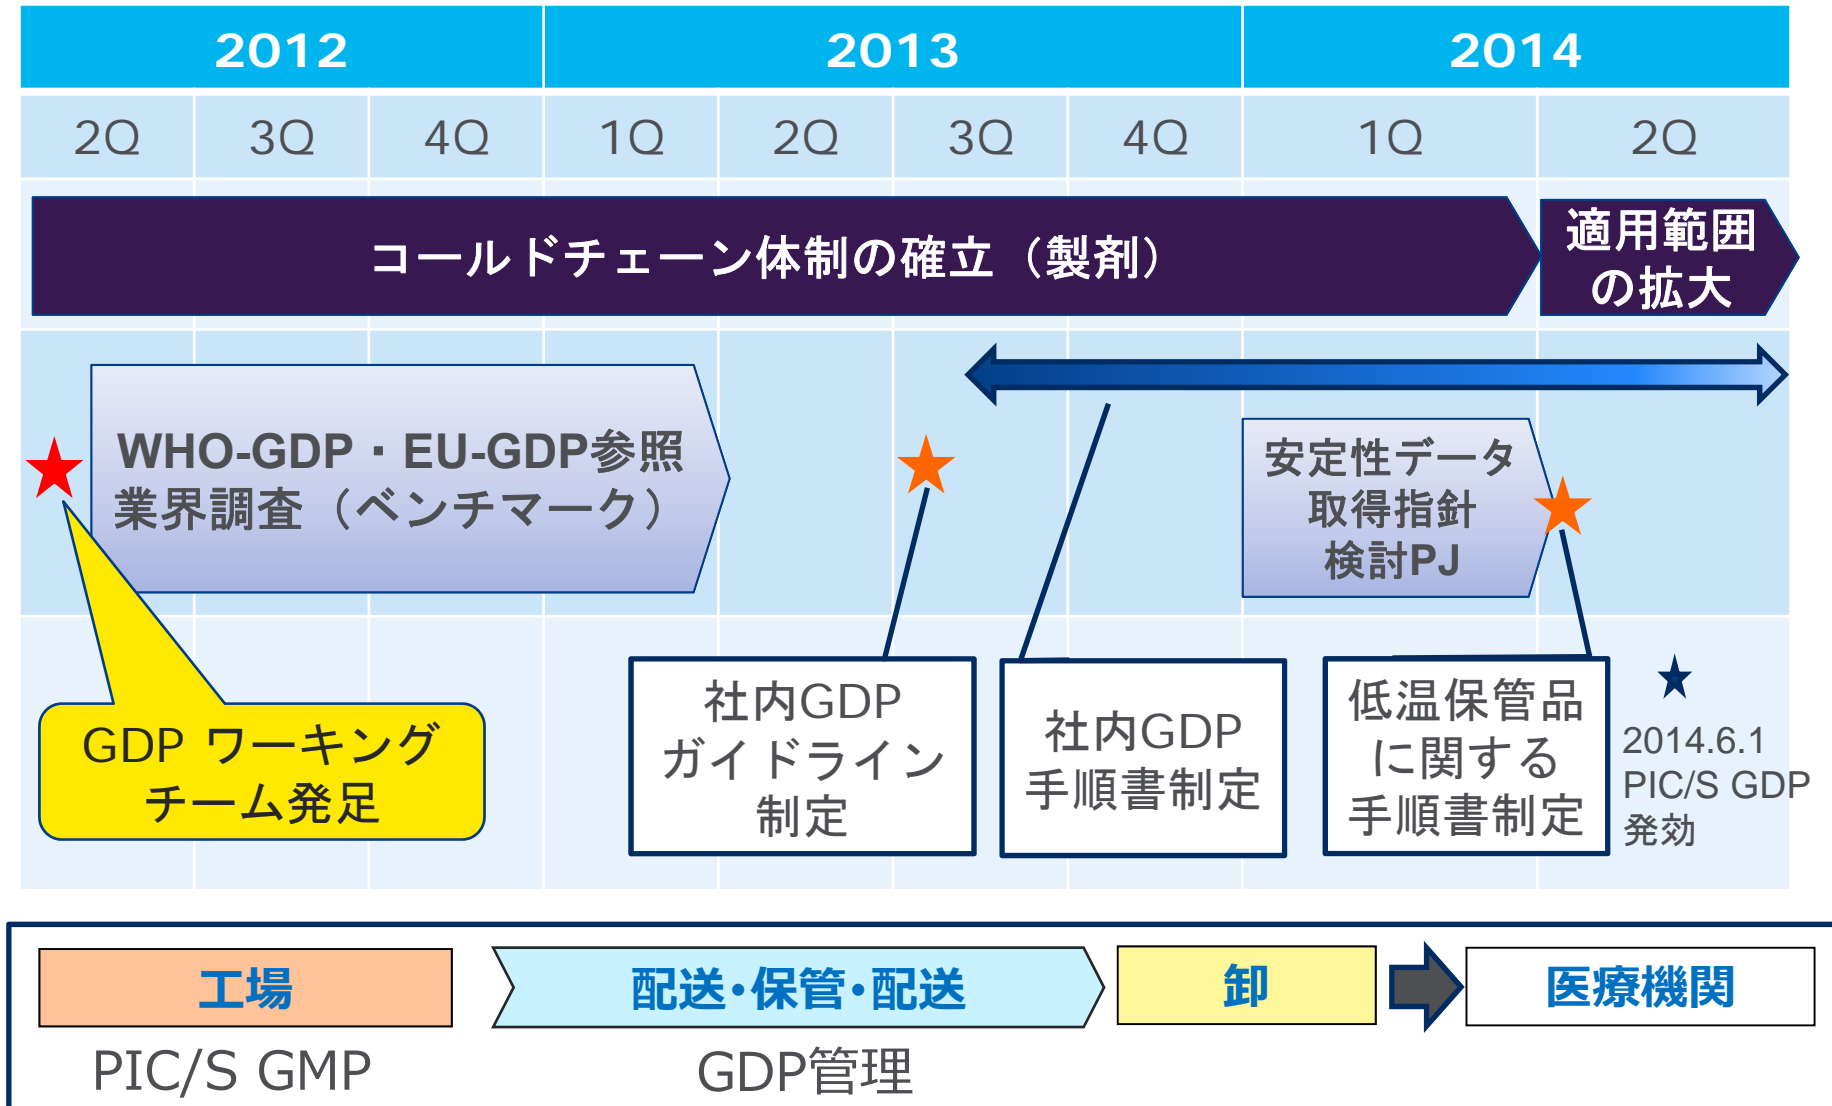 2012
2013
2014
2Q
3Q
4Q
1Q
2Q
3Q
4Q
1Q
2Q
コールドチェーン体制の確立（製剤）
適用範囲
の拡大
WHO-GDP・EU-GDP参照
業界調査（ベンチマーク）
安定性データ
取得指針
検討PJ
GDP ワーキング
チーム発足
社内GDP
ガイドライン
制定
社内GDP
手順書制定
低温保管品
に関する
手順書制定
2014.6.1
PIC/S GDP
発効
工場
配送・保管・配送
卸
医療機関
PIC/S GMP
GDP管理